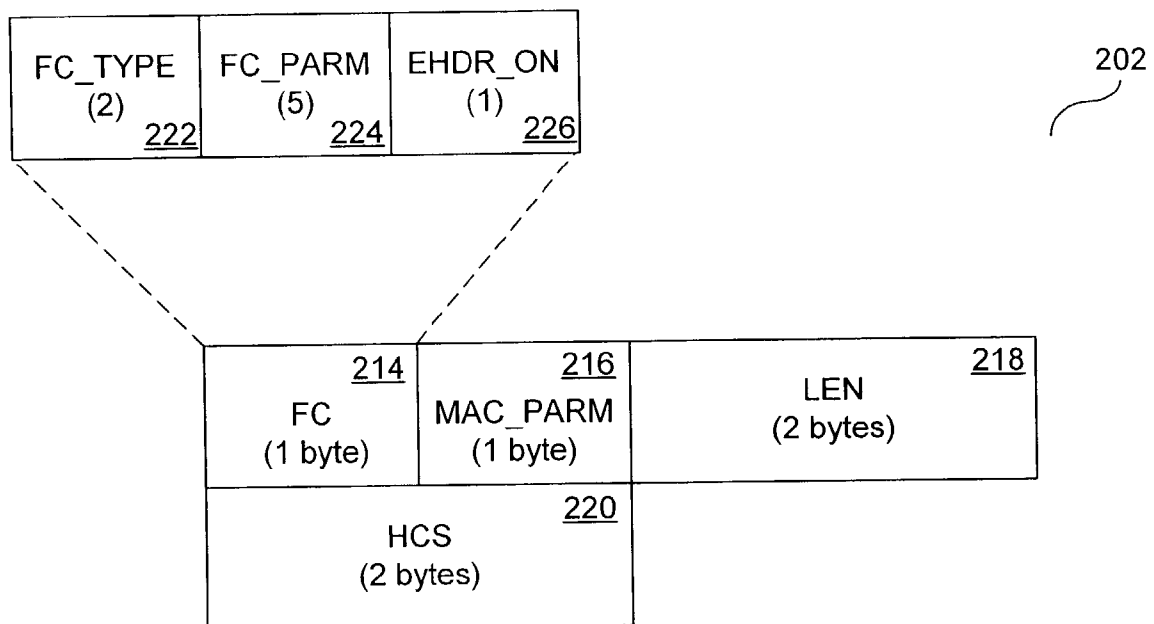 FC_TYPE
(2)
222
FC_PARM
(5)
224
EHDR_ON
(1)
226
202
214
FC
(1 byte)
216
MAC_PARM
(1 byte)
218
LEN
(2 bytes)
220
HCS
(2 bytes)